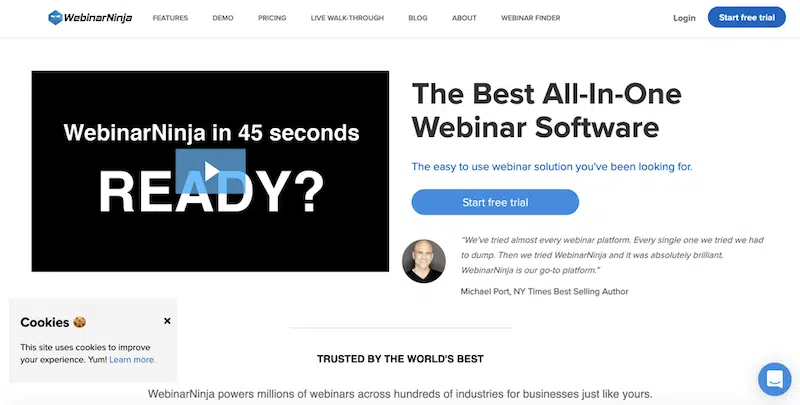 WebinarNinja
FEATURES
DEMO
PRICING
LIVE WALK-THROUGH
BLOG
ABOUT
WEBINAR FINDER
Login
Start free trial
WebinarNinja in 45 seconds
READY?
The Best All-In-One
Webinar Software
The easy to use webinar solution you've been looking for.
Start free trial
“We've tried almost every webinar platform. Every single one we tried we had
to dump. Then we tried WebinarNinja and it was absolutely brilliant.
WebinarNinja is our go-to platform.”
Michael Port, NY Times Best Selling Author
Cookies 🍪
×
This site uses cookies to improve
your experience. Yum! Learn more.
TRUSTED BY THE WORLD'S BEST
WebinarNinja powers millions of webinars across hundreds of industries for businesses just like yours.